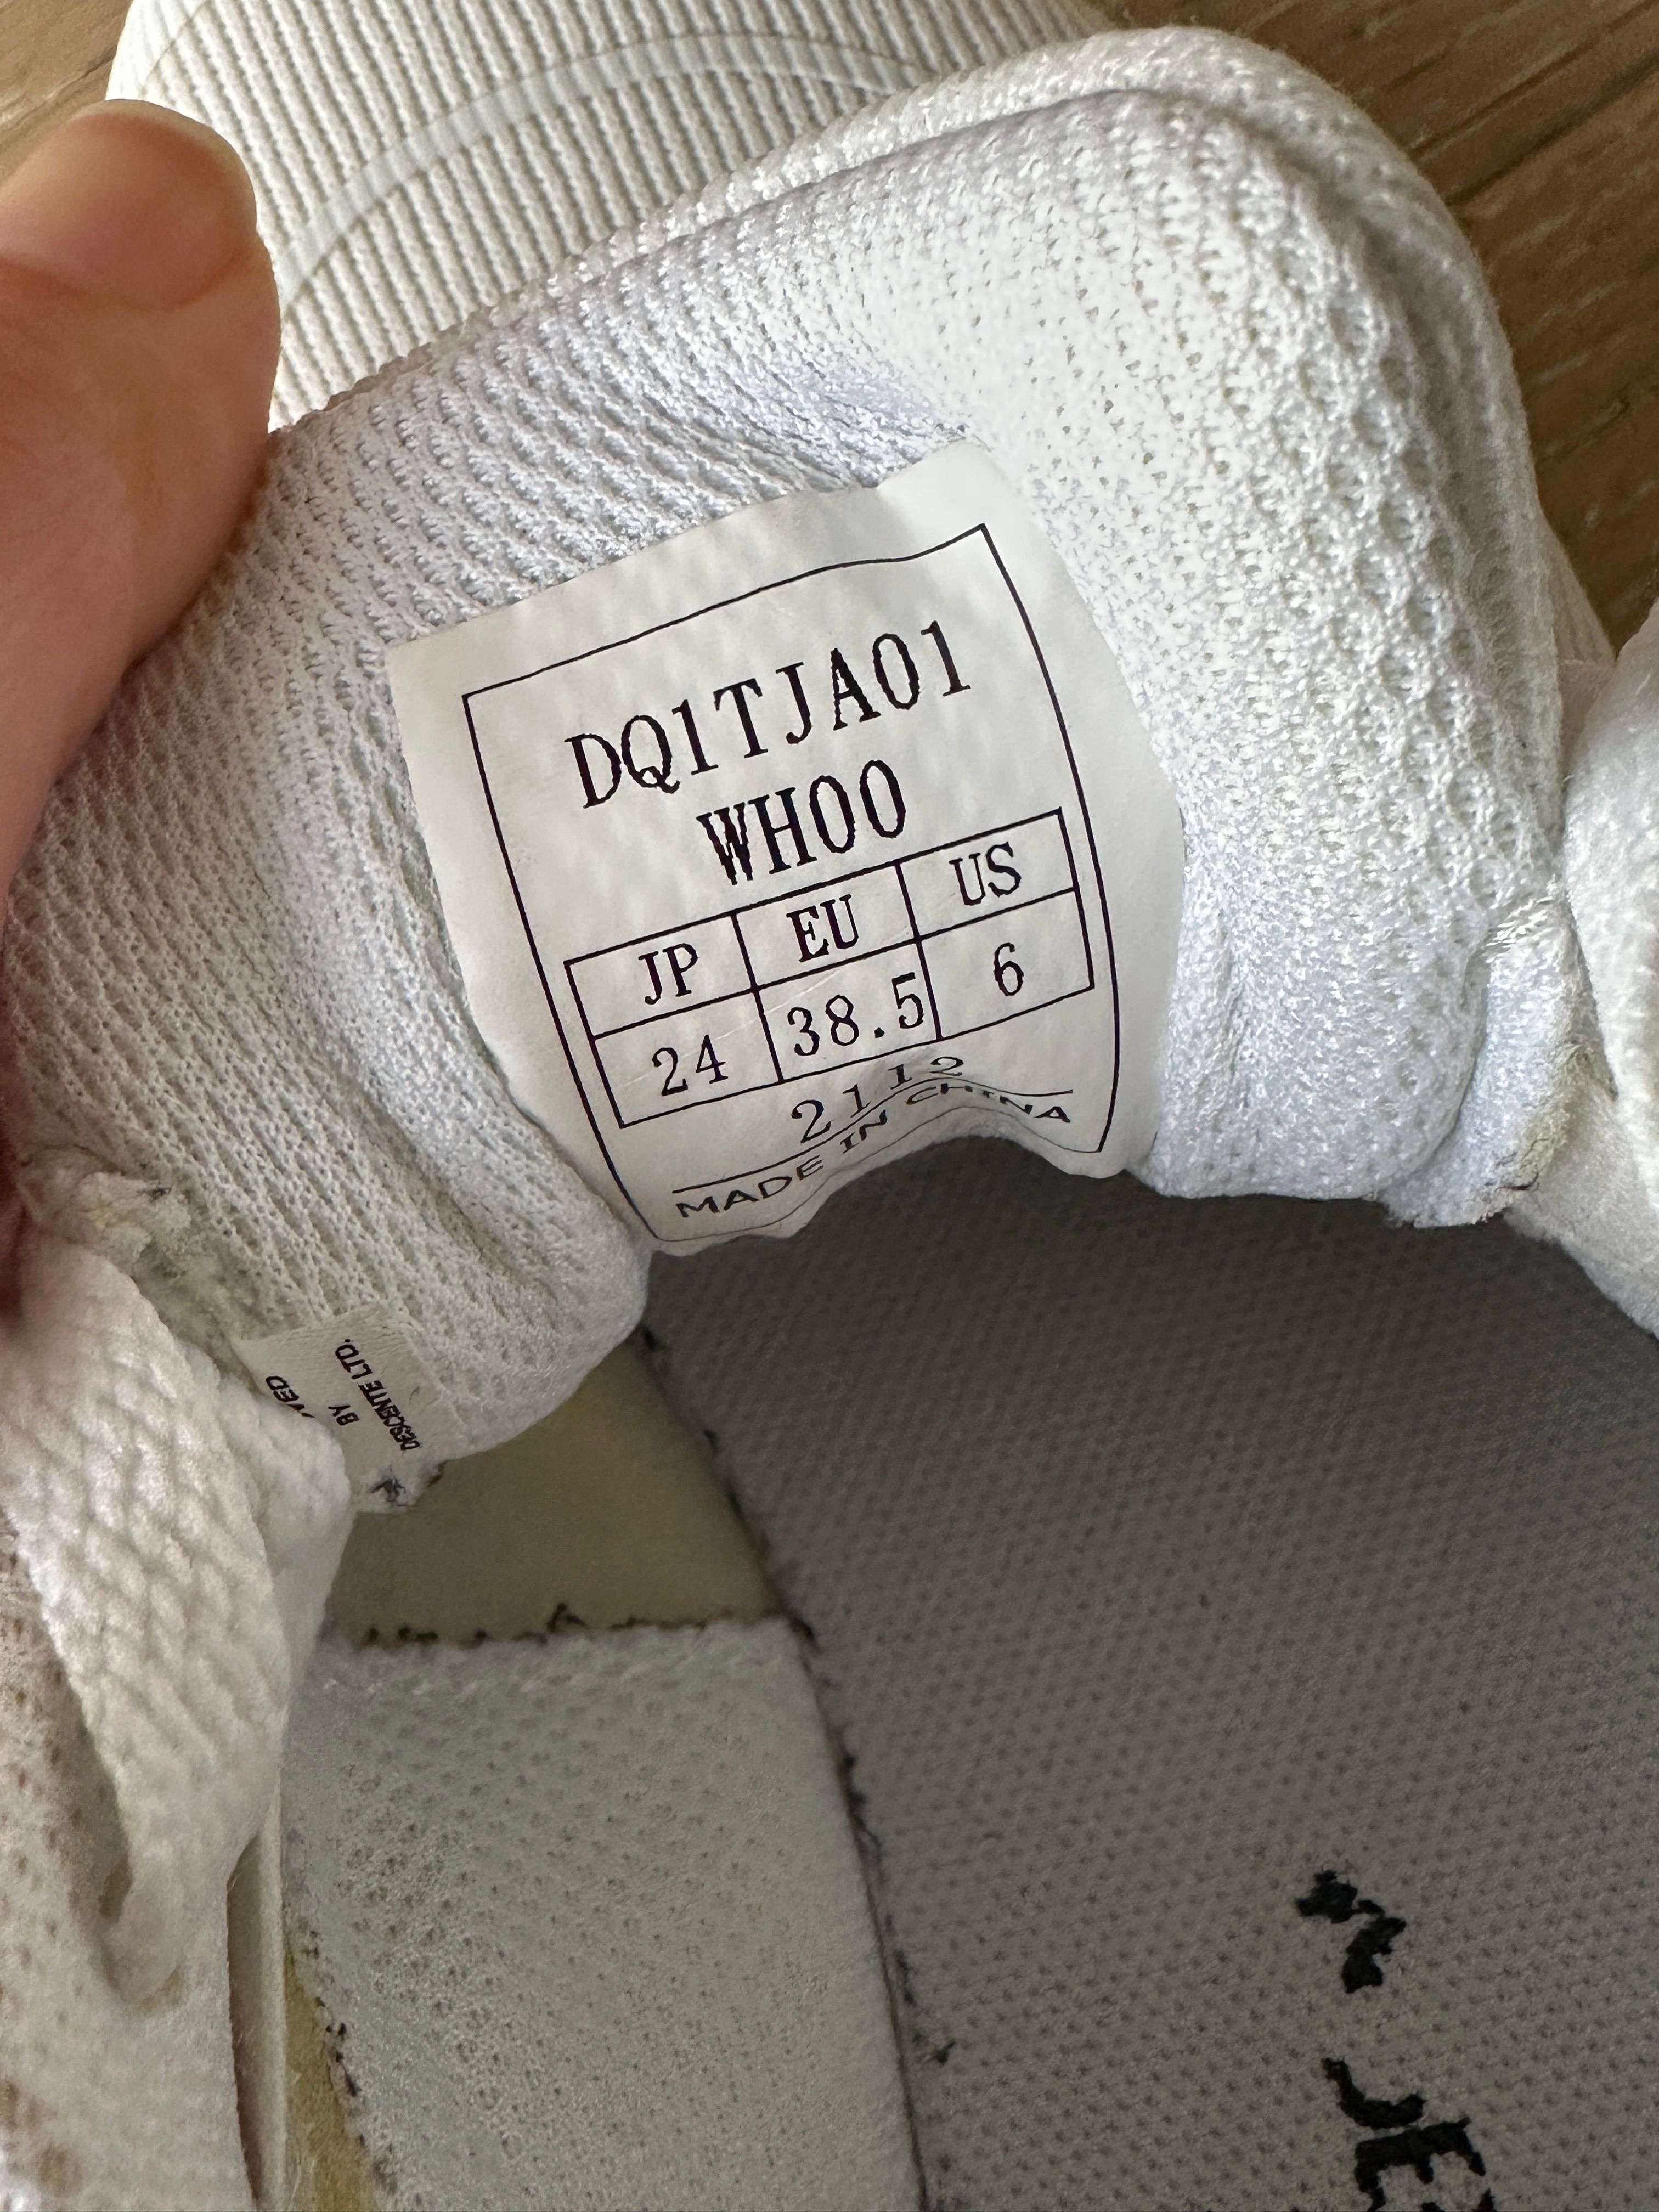 DQ1TJA01
WH00
JP EU US
24 38.5 6
2112
MADE IN CHINA
BY
DESCENTE LTD.